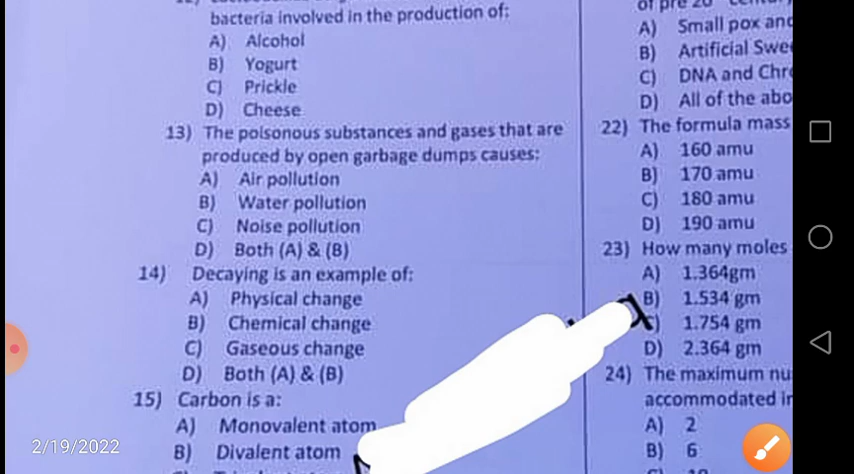 bacteria involved in the production of:
A) Alcohol
B) Yogurt
C) Prickle
D) Cheese
13) The poisonous substances and gases that are
produced by open garbage dumps causes:
A) Air pollution
B) Water pollution
C) Noise pollution
D) Both (A) & (B)
14) Decaying is an example of:
A) Physical change
B) Chemical change
C) Gaseous change
D) Both (A) & (B)
15) Carbon is a:
A) Monovalent atom
B) Divalent atom
of pre 20
A) Small pox and
B) Artificial Swe
C) DNA and Chr
D) All of the abo
22) The formula mass
A) 160 amu
B) 170 amu
C) 180 amu
D) 190 amu
23) How many moles
A) 1.364gm
B) 1.534 gm
1.754 gm
D) 2.364 gm
24) The maximum nu
accommodated in
A) 2
B) 6
2/19/2022